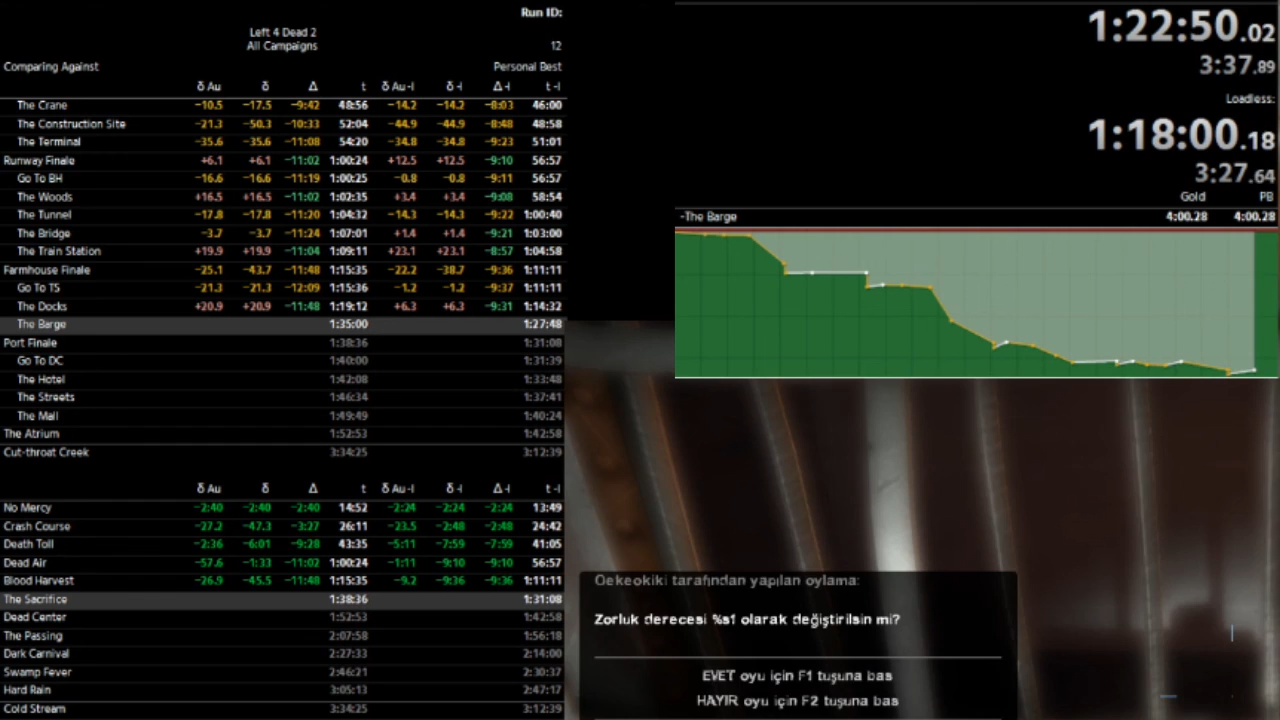 Run ID:
Left 4 Dead 2
All Campaigns
12
Comparing Against Personal Best
δ Au δ Δ t δ Au-l δ -l Δ -l t -l
The Crane −10.5 −17.5 −9:42 48:56 −14.2 −14.2 −8:03 46:00
The Construction Site −21.3 −50.3 −10:33 52:04 −44.9 −44.9 −8:48 48:58
The Terminal −35.6 −35.6 −11:08 54:20 −34.8 −34.8 −9:23 51:01
Runway Finale +6.1 +6.1 −11:02 1:00:24 +12.5 +12.5 −9:10 56:57
Go To BH −16.6 −16.6 −11:19 1:00:25 −0.8 −0.8 −9:11 56:57
The Woods +16.5 +16.5 −11:02 1:02:35 +3.4 +3.4 −9:08 58:54
The Tunnel −17.8 −17.8 −11:20 1:04:32 −14.3 −14.3 −9:22 1:00:40
The Bridge −3.7 −3.7 −11:24 1:07:01 +1.4 +1.4 −9:21 1:03:00
The Train Station +19.9 +19.9 −11:04 1:09:11 +23.1 +23.1 −8:57 1:04:58
Farmhouse Finale −25.1 −43.7 −11:48 1:15:35 −22.2 −38.7 −9:36 1:11:11
Go To TS −21.3 −21.3 −12:09 1:15:36 −1.2 −1.2 −9:37 1:11:11
The Docks +20.9 +20.9 −11:48 1:19:12 +6.3 +6.3 −9:31 1:14:32
The Barge 1:35:00 1:27:48
Port Finale 1:38:36 1:31:08
Go To DC 1:40:00 1:31:39
The Hotel 1:42:08 1:33:48
The Streets 1:46:34 1:37:41
The Mall 1:49:49 1:40:24
The Atrium 1:52:53 1:42:58
Cut-throat Creek 3:34:25 3:12:39
δ Au δ Δ t δ Au-l δ -l Δ -l t -l
No Mercy −2:40 −2:40 −2:40 14:52 −2:24 −2:24 −2:24 13:49
Crash Course −27.2 −47.3 −3:27 26:11 −23.5 −2:48 −2:48 24:42
Death Toll −2:36 −6:01 −9:28 43:35 −5:11 −7:59 −7:59 41:05
Dead Air −57.6 −1:33 −11:02 1:00:24 −1:11 −9:10 −9:10 56:57
Blood Harvest −26.9 −45.5 −11:48 1:15:35 −9.2 −9:36 −9:36 1:11:11
The Sacrifice 1:38:36 1:31:08
Dead Center 1:52:53 1:42:58
The Passing 2:07:58 1:56:18
Dark Carnival 2:27:33 2:14:00
Swamp Fever 2:46:21 2:30:37
Hard Rain 3:05:13 2:47:17
Cold Stream 3:34:25 3:12:39
1:22:50.02
3:37.89
Loadless:
1:18:00.18
3:27.64
Gold PB
-The Barge 4:00.28 4:00.28
Oekeokiki tarafından yapılan oylama:
Zorluk derecesi %s1 olarak değiştirilsin mi?
EVET oyu için F1 tuşuna bas
HAYIR oyu için F2 tuşuna bas